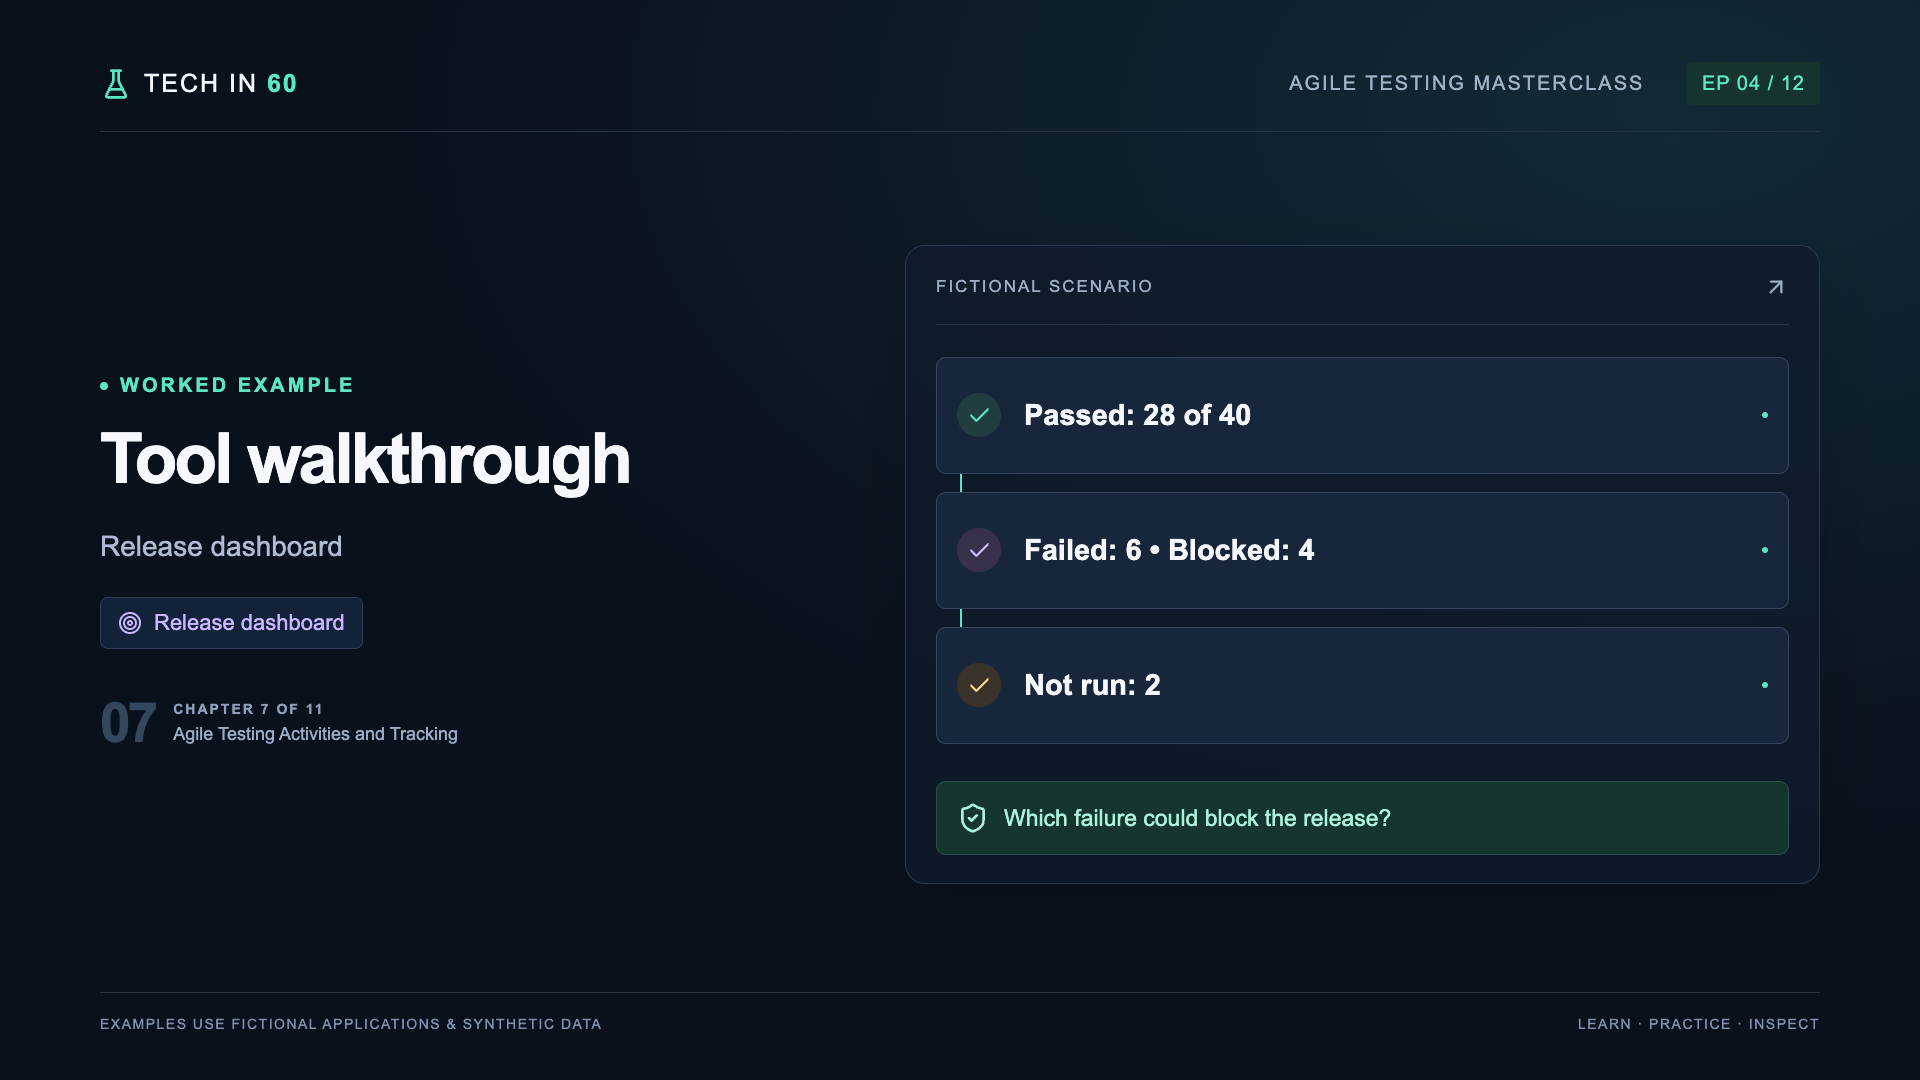 TECH IN 60
AGILE TESTING MASTERCLASS
EP 04 / 12
WORKED EXAMPLE
Tool walkthrough
Release dashboard
Release dashboard
07
CHAPTER 7 OF 11
Agile Testing Activities and Tracking
FICTIONAL SCENARIO
Passed: 28 of 40
Failed: 6 • Blocked: 4
Not run: 2
Which failure could block the release?
EXAMPLES USE FICTIONAL APPLICATIONS & SYNTHETIC DATA
LEARN · PRACTICE · INSPECT